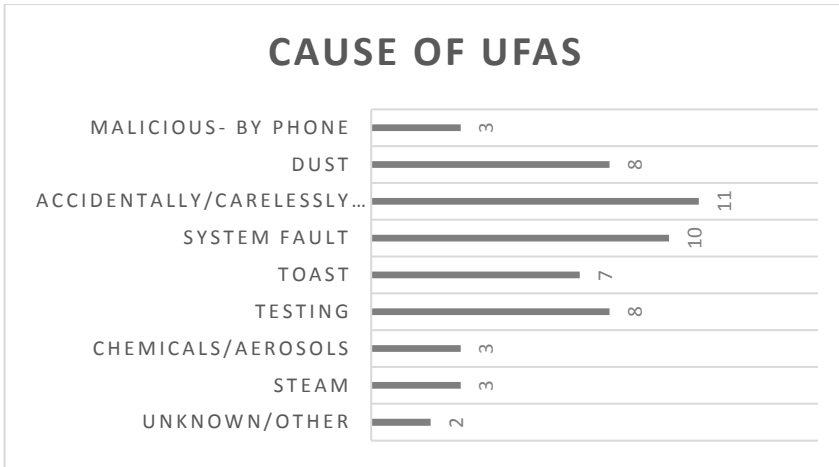 CAUSE OF UFAS
MALICIOUS- BY PHONE 3
DUST 8
ACCIDENTALLY/CARELESSLY… 11
SYSTEM FAULT 10
TOAST 7
TESTING 8
CHEMICALS/AEROSOLS 3
STEAM 3
UNKNOWN/OTHER 2